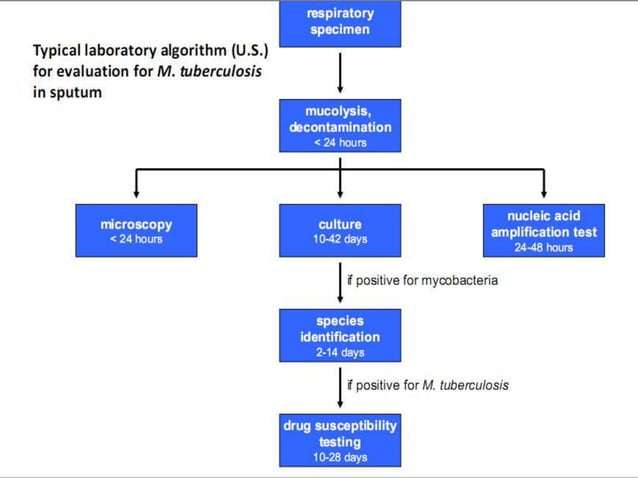 respiratory
specimen
Typical laboratory algorithm (U.S.)
for evaluation for M. tuberculosis
in sputum
mucolysis,
decontamination
< 24 hours
microscopy
< 24 hours
culture
10-42 days
nucleic acid
amplification test
24-48 hours
if positive for mycobacteria
species
identification
2-14 days
if positive for M. tuberculosis
drug susceptibility
testing
10-28 days